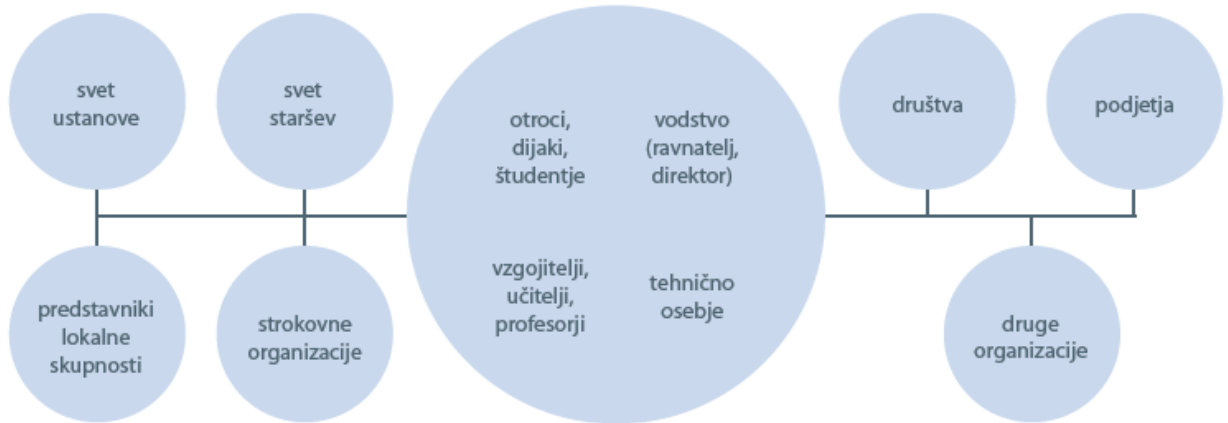 svet
ustanove
svet
staršev
otroci,
dijaki,
študentje
vodstvo
(ravnatelj,
direktor)
društva
podjetja
predstavniki
lokalne
skupnosti
strokovne
organizacije
vzgojitelji,
učitelji,
profesorji
tehnično
osebje
druge
organizacije